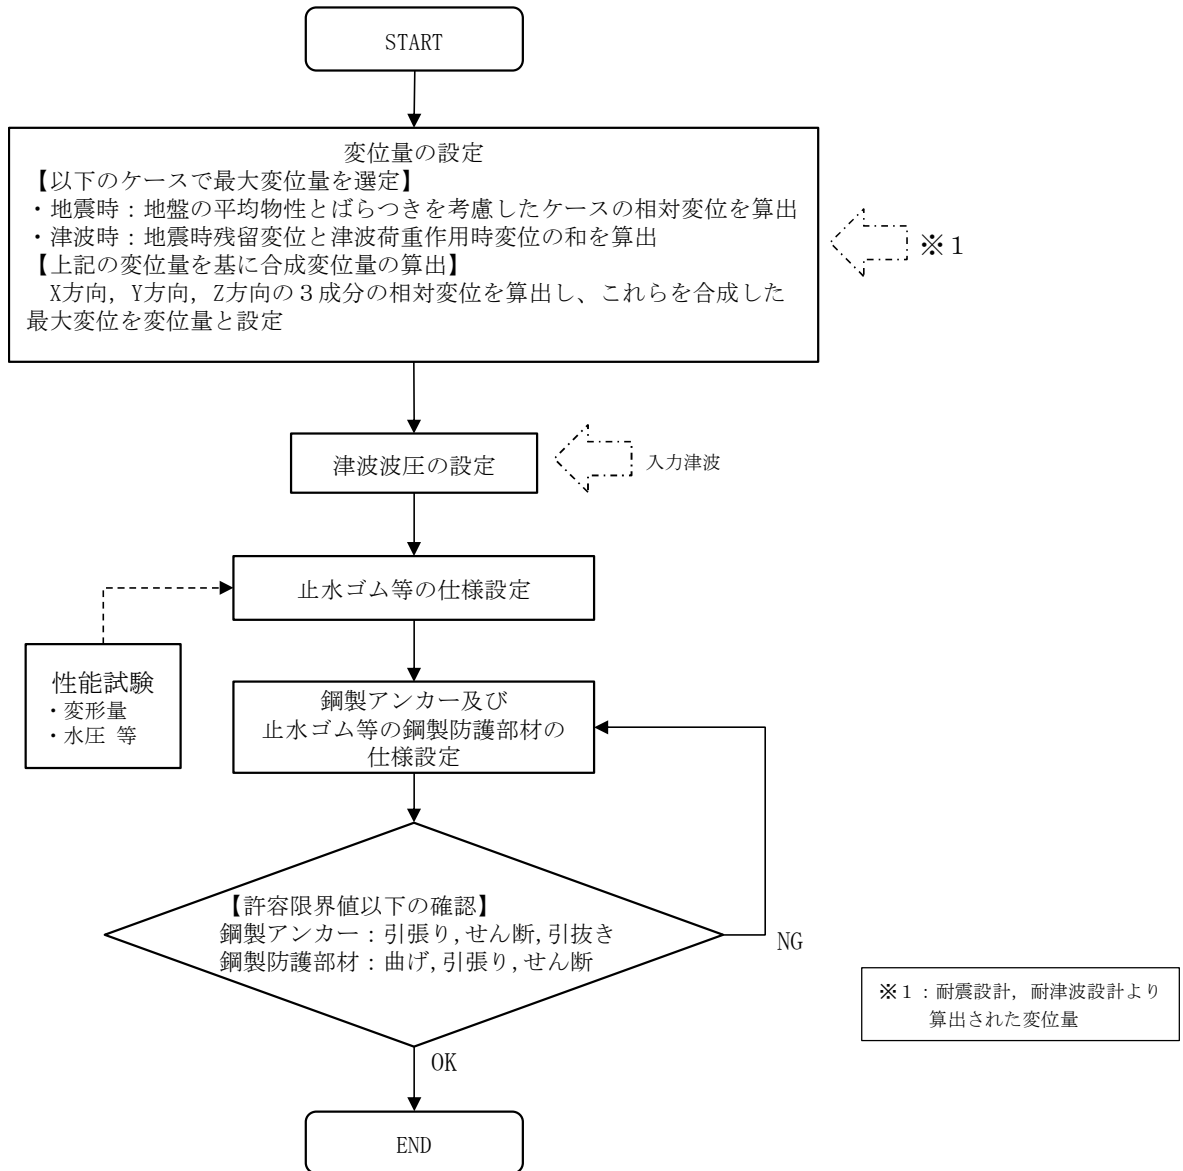 START
変位量の設定
【以下のケースで最大変位量を選定】
・地震時：地盤の平均物性とばらつきを考慮したケースの相対変位を算出
・津波時：地震時残留変位と津波荷重作用時変位の和を算出
【上記の変位量を基に合成変位量の算出】
X方向，Y方向，Z方向の３成分の相対変位を算出し、これらを合成した
最大変位を変位量と設定
※１
津波波圧の設定
入力津波
止水ゴム等の仕様設定
性能試験
・変形量
・水圧 等
鋼製アンカー及び
止水ゴム等の鋼製防護部材の
仕様設定
【許容限界値以下の確認】
鋼製アンカー：引張り,せん断,引抜き
鋼製防護部材：曲げ,引張り,せん断
NG
OK
※１：耐震設計，耐津波設計より
算出された変位量
END